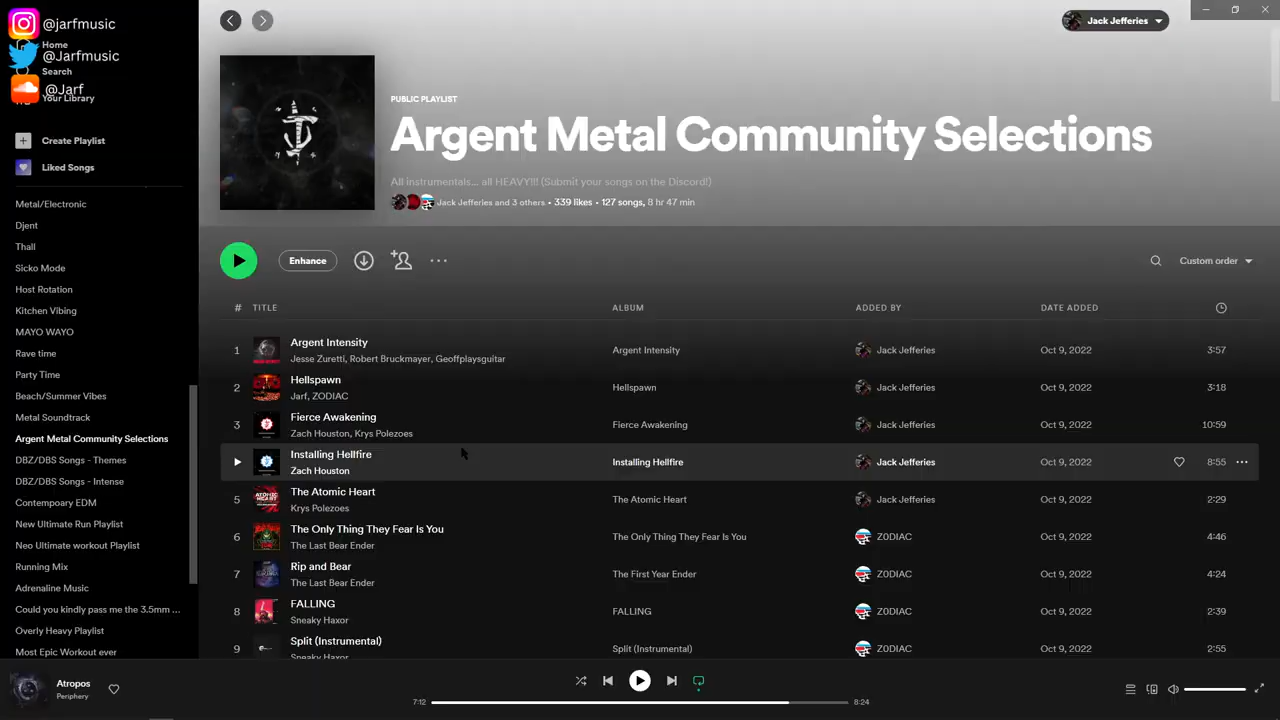 @jarfmusic
Home
@Jarfmusic
Search
@Jarf
Your Library
Create Playlist
Liked Songs
Metal/Electronic
Djent
Thall
Sicko Mode
Host Rotation
Kitchen Vibing
MAYO WAYO
Rave time
Party Time
Beach/Summer Vibes
Metal Soundtrack
Argent Metal Community Selections
DBZ/DBS Songs - Themes
DBZ/DBS Songs - Intense
Contempoary EDM
New Ultimate Run Playlist
Neo Ultimate workout Playlist
Running Mix
Adrenaline Music
Could you kindly pass me the 3.5mm ...
Overly Heavy Playlist
Most Epic Workout ever
Jack Jefferies
PUBLIC PLAYLIST
Argent Metal Community Selections
All instrumentals... all HEAVY!!! (Submit your songs on the Discord!)
Jack Jefferies and 3 others • 339 likes • 127 songs, 8 hr 47 min
Enhance
Custom order
# TITLE ALBUM ADDED BY DATE ADDED
1 Argent Intensity Argent Intensity Jack Jefferies Oct 9, 2022 3:57
Jesse Zuretti, Robert Bruckmayer, Geoffplaysguitar
2 Hellspawn Hellspawn Jack Jefferies Oct 9, 2022 3:18
Jarf, ZODIAC
3 Fierce Awakening Fierce Awakening Jack Jefferies Oct 9, 2022 10:59
Zach Houston, Krys Polezoes
Installing Hellfire Installing Hellfire Jack Jefferies Oct 9, 2022 8:55
Zach Houston
5 The Atomic Heart The Atomic Heart Jack Jefferies Oct 9, 2022 2:29
Krys Polezoes
6 The Only Thing They Fear Is You The Only Thing They Fear Is You Z0DIAC Oct 9, 2022 4:46
The Last Bear Ender
7 Rip and Bear The First Year Ender Z0DIAC Oct 9, 2022 4:24
The Last Bear Ender
8 FALLING FALLING Z0DIAC Oct 9, 2022 2:39
Sneaky Haxor
9 Split (Instrumental) Split (Instrumental) Z0DIAC Oct 9, 2022 2:55
Sneaky Haxor
Atropos
Periphery
7:12 8:24